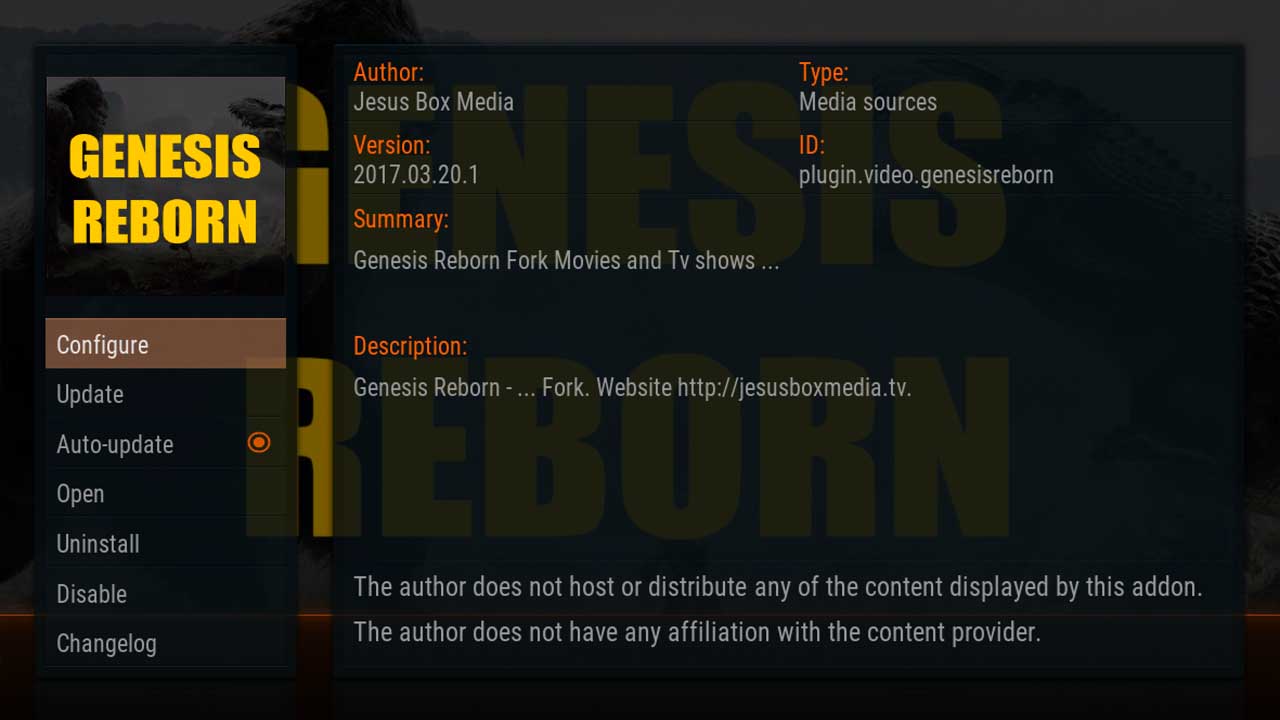 GENESIS
REBORN
Configure
Update
Auto-update
Open
Uninstall
Disable
Changelog
Author:
Jesus Box Media
Type:
Media sources
Version:
2017.03.20.1
ID:
plugin.video.genesisreborn
Summary:
Genesis Reborn Fork Movies and Tv shows ...
Description:
Genesis Reborn - ... Fork. Website http://jesusboxmedia.tv.
The author does not host or distribute any of the content displayed by this addon.
The author does not have any affiliation with the content provider.
GENESIS
REBORN